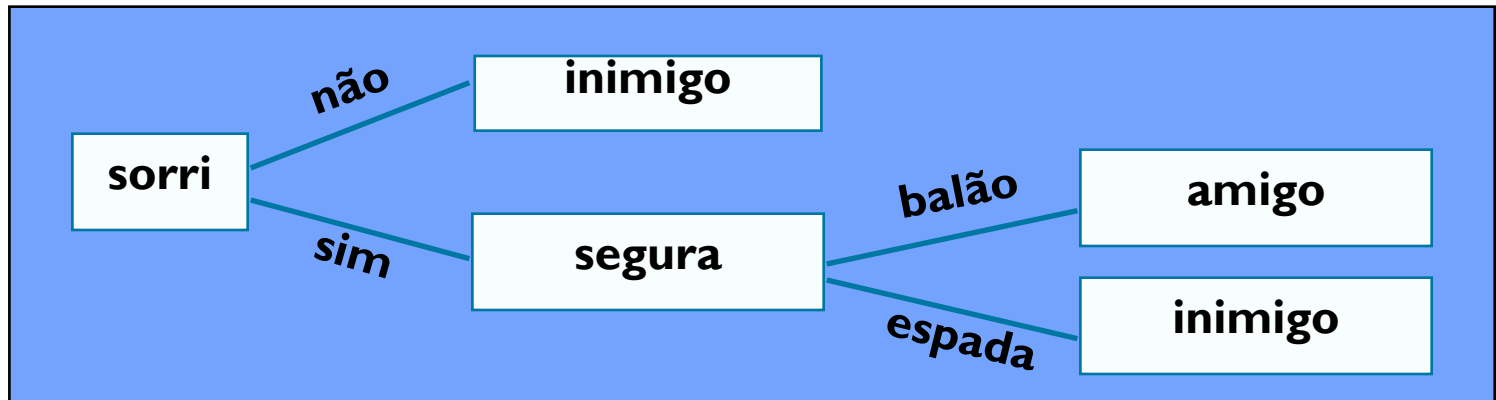 não
inimigo
sorri
sim
segura
balão
amigo
espada
inimigo